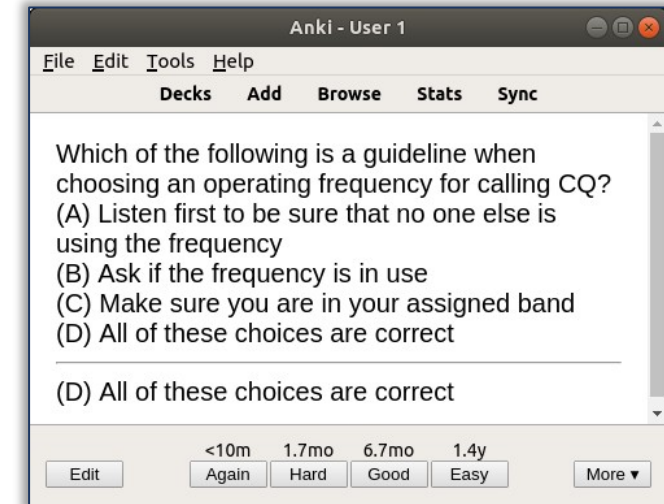 Anki - User 1
File Edit Tools Help
Decks Add Browse Stats Sync
Which of the following is a guideline when
choosing an operating frequency for calling CQ?
(A) Listen first to be sure that no one else is
using the frequency
(B) Ask if the frequency is in use
(C) Make sure you are in your assigned band
(D) All of these choices are correct
(D) All of these choices are correct
<10m 1.7mo 6.7mo 1.4y
Edit Again Hard Good Easy More ▾